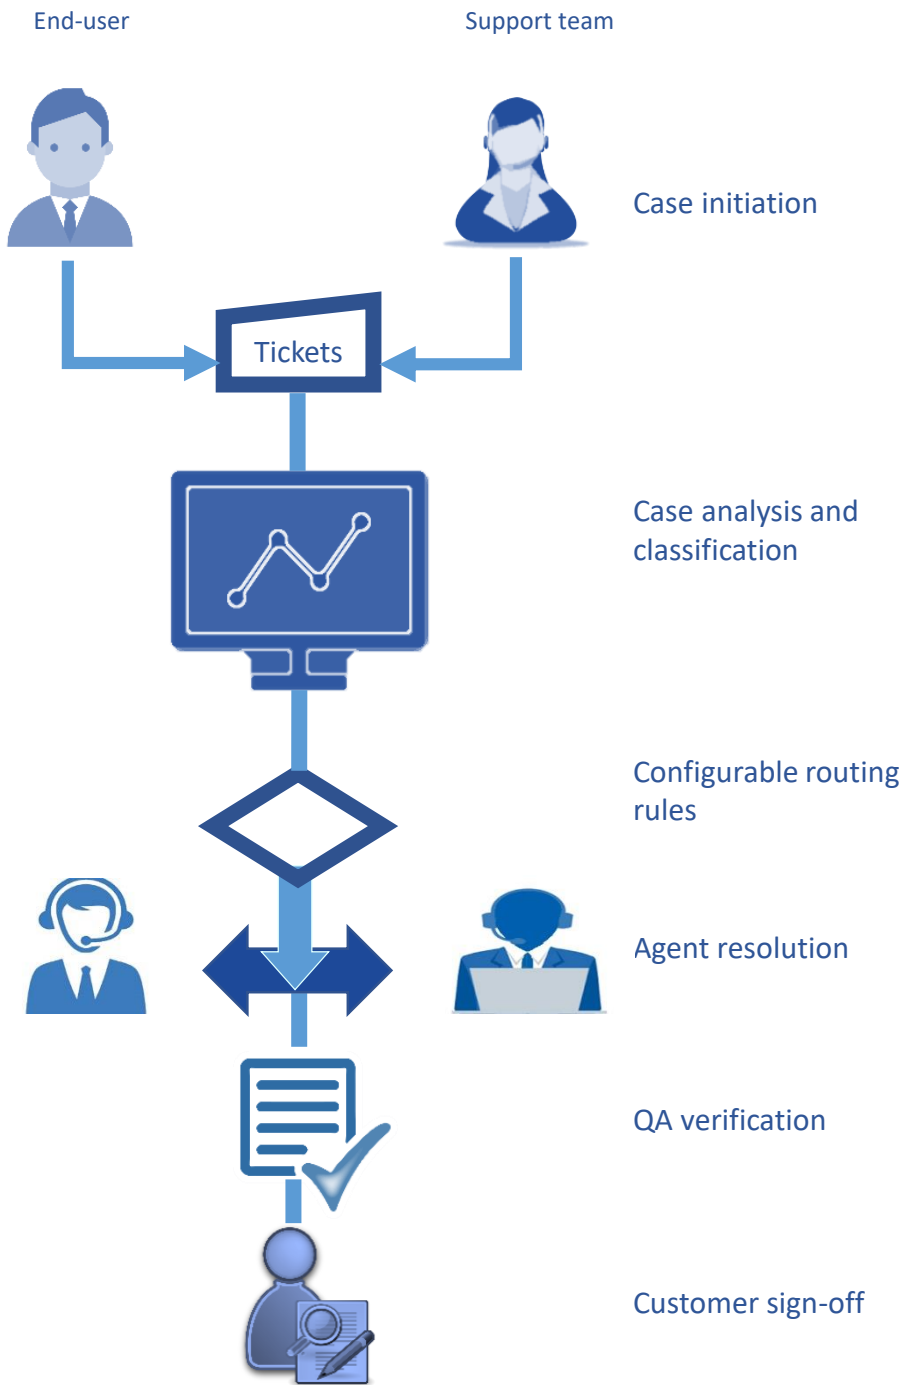 End-user
Support team
Case initiation
Tickets
Case analysis and
classification
Configurable routing
rules
Agent resolution
QA verification
Customer sign-off